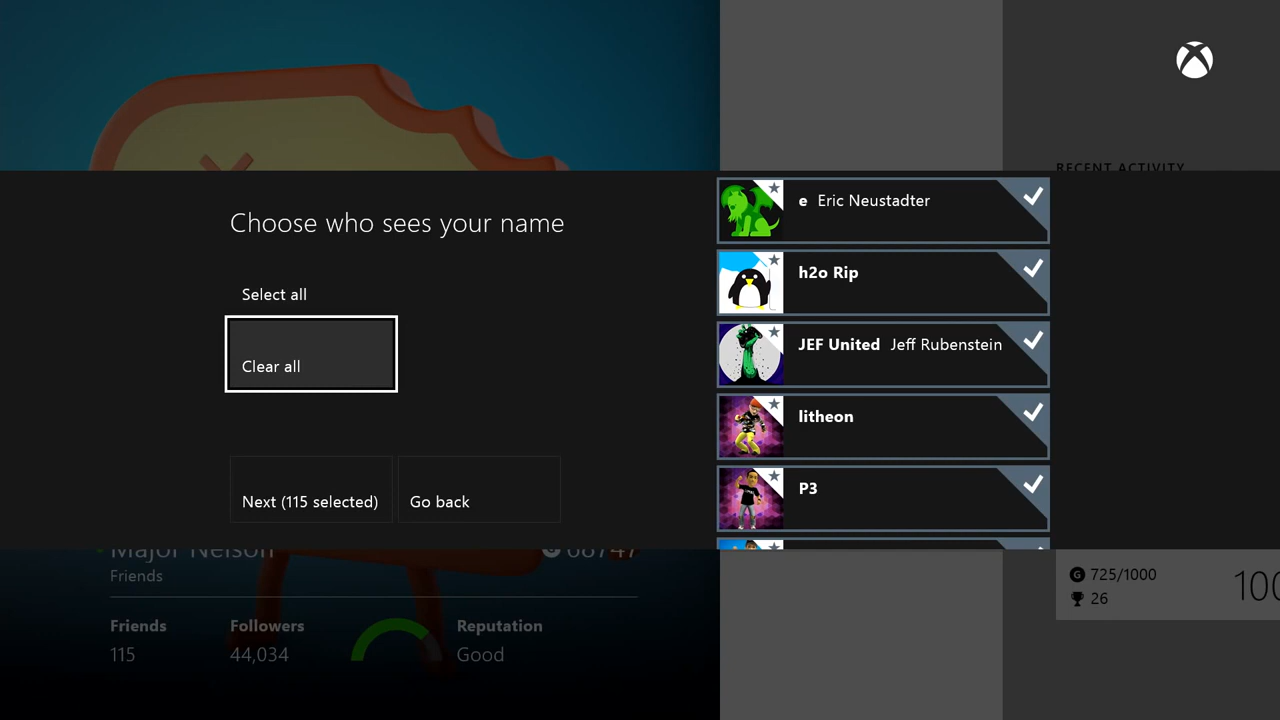 RECENT ACTIVITY
Choose who sees your name
Select all
Clear all
Next (115 selected)
Go back
e Eric Neustadter
h2o Rip
JEF United Jeff Rubenstein
litheon
P3
Major Nelson
G 68747
Friends
Friends
115
Followers
44,034
Reputation
Good
G 725/1000
26
100